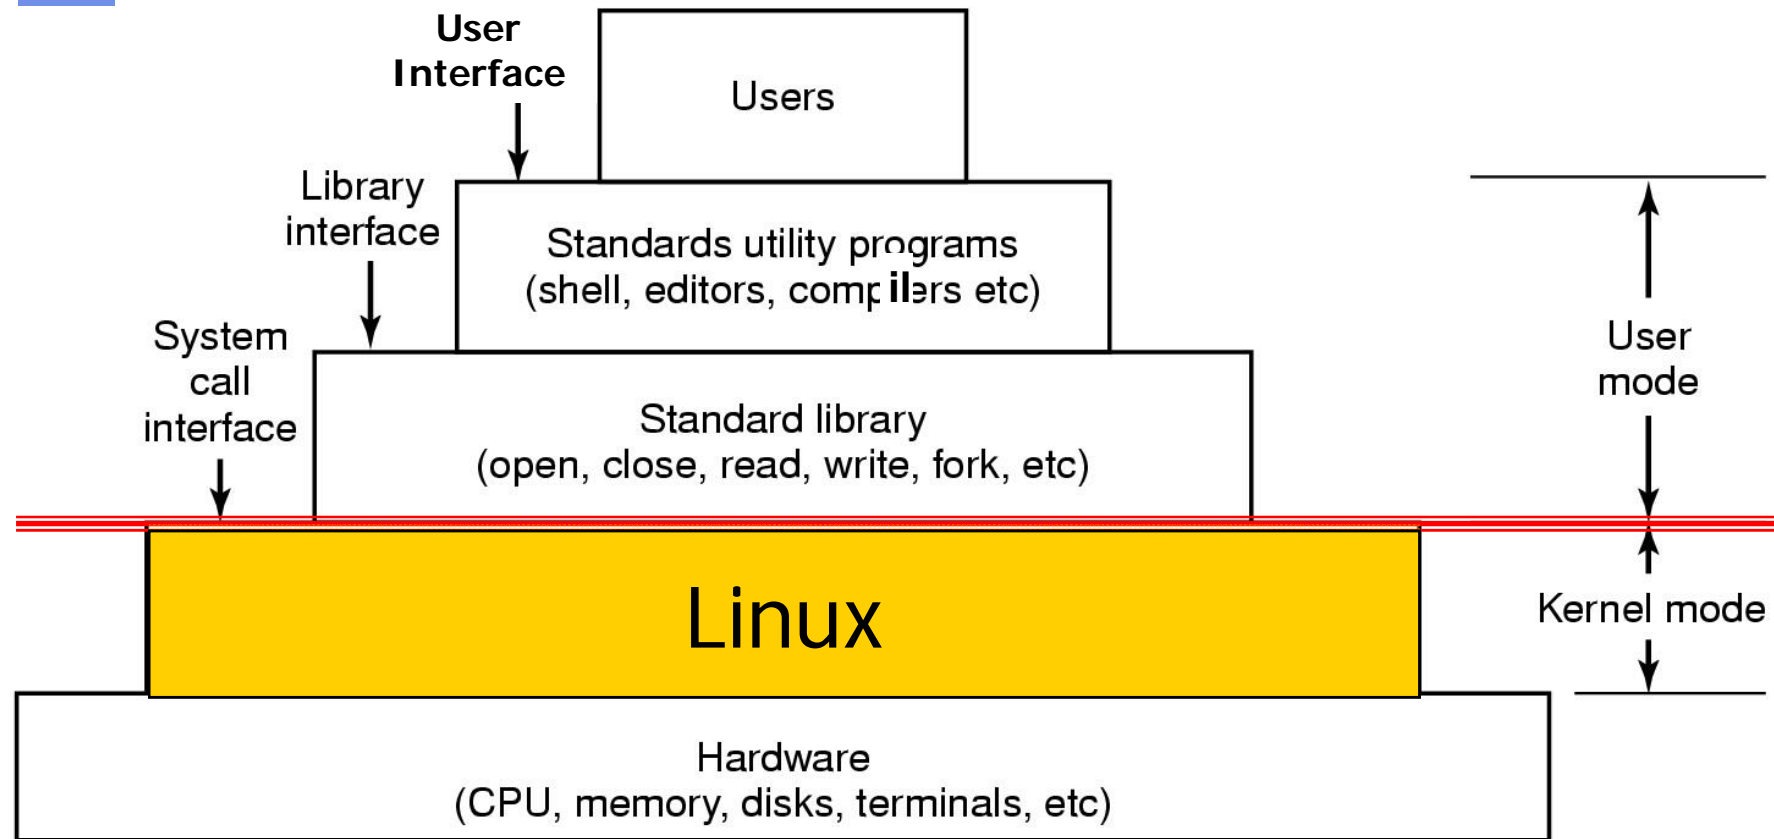 User
Interface
Users
Library
interface
Standards utility programs
(shell, editors, compilers etc)
System
call
interface
User
mode
Standard library
(open, close, read, write, fork, etc)
Linux
Kernel mode
Hardware
(CPU, memory, disks, terminals, etc)